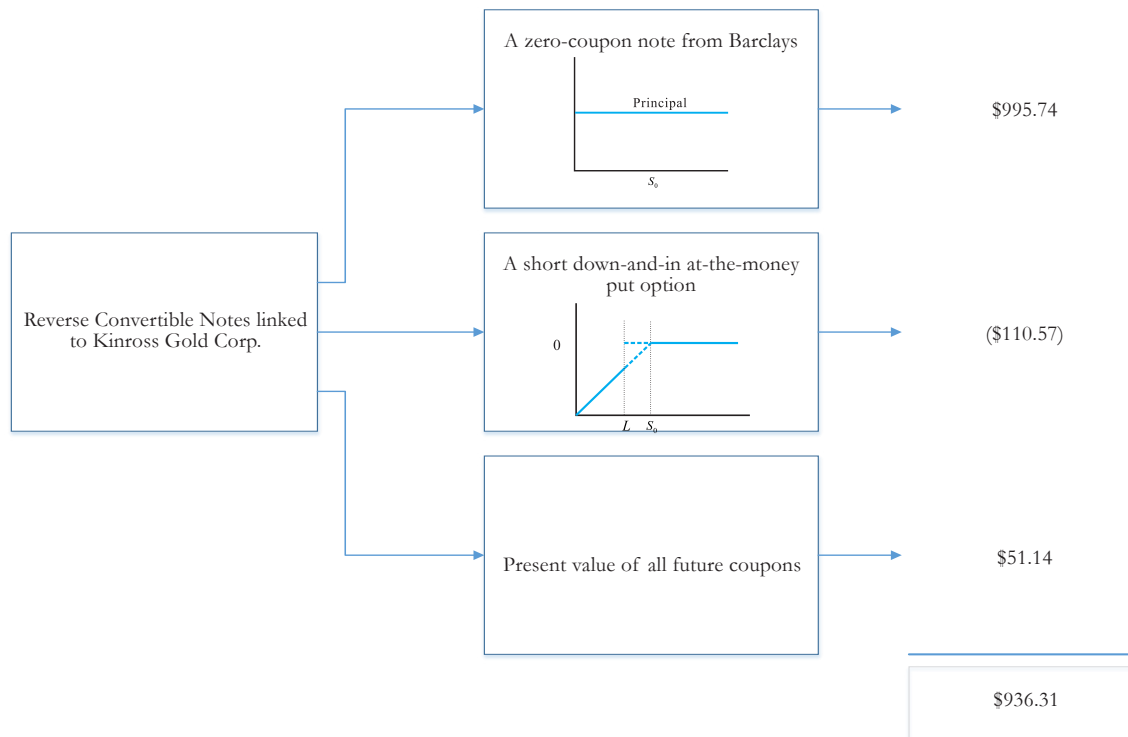 A zero-coupon note from Barclays
Principal
S₀
$995.74
Reverse Convertible Notes linked
to Kinross Gold Corp.
A short down-and-in at-the-money
put option
0
L S₀
($110.57)
Present value of all future coupons
$51.14
$936.31